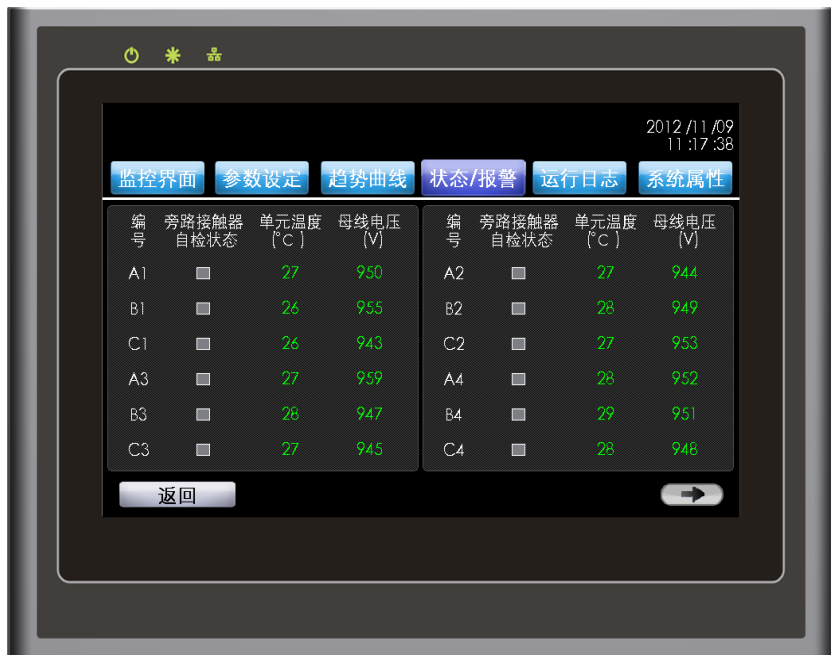 2012 /11 /09
11 :17 :38
监控界面 参数设定 趋势曲线 状态/报警 运行日志 系统属性
编号 旁路接触器自检状态 单元温度(°C ) 母线电压(V) 编号 旁路接触器自检状态 单元温度(°C ) 母线电压(V)
A1 27 950 A2 27 944
B1 26 955 B2 28 949
C1 26 943 C2 27 953
A3 27 959 A4 28 952
B3 28 947 B4 29 951
C3 27 945 C4 28 948
返回